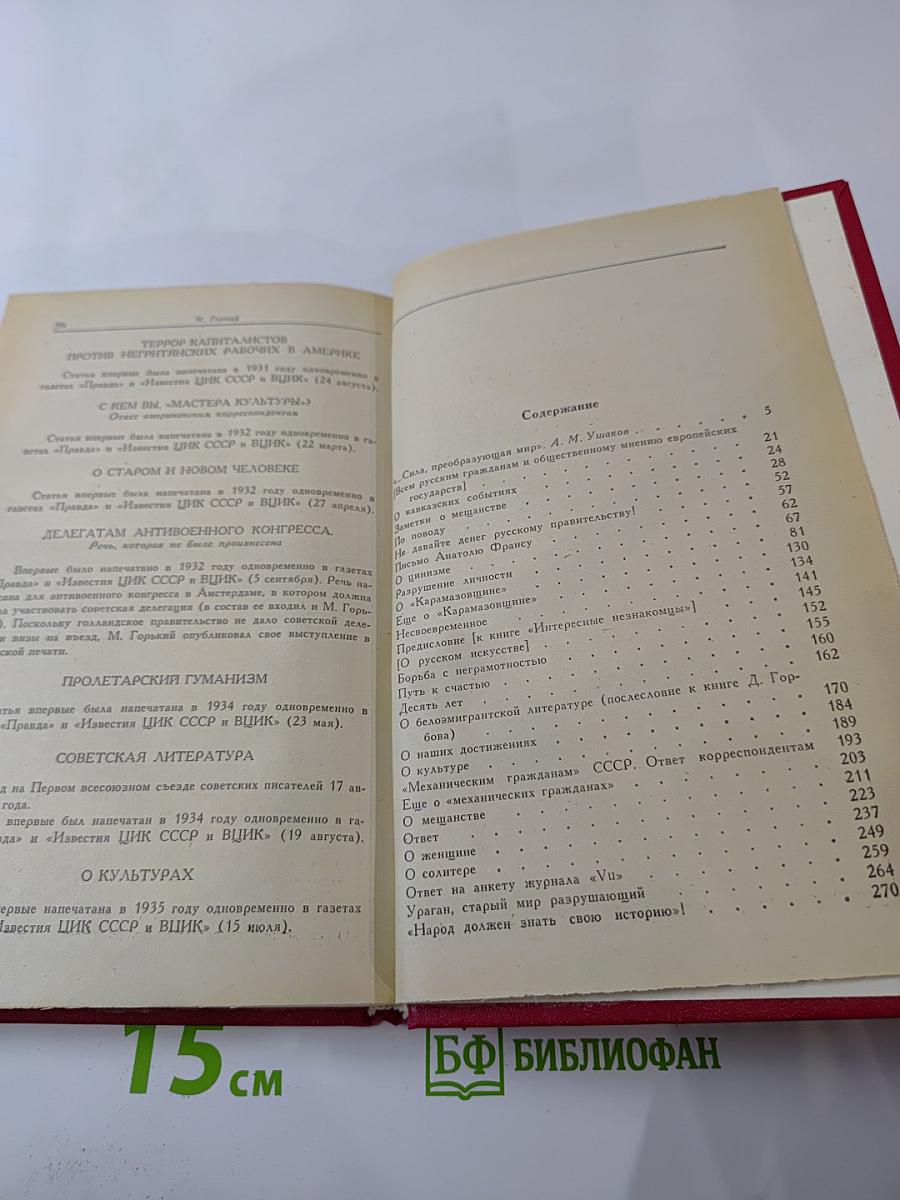 М. Горький
ТЕРРОР КАПИТАЛИСТОВ
ПРОТИВ НЕГРИТЯНСКИХ РАБОЧИХ В АМЕРИКЕ
Статья впервые была напечатана в 1931 году одновременно в
газетах «Правда» и «Известия ЦИК СССР и ВЦИК» (24 августа).
С КЕМ ВЫ, «МАСТЕРА КУЛЬТУРЫ»?
Ответ американским корреспондентам
Статья впервые была напечатана в 1932 году одновременно в га-
зетах «Правда» и «Известия ЦИК СССР и ВЦИК» (22 марта).
О СТАРОМ И НОВОМ ЧЕЛОВЕКЕ
Статья впервые была напечатана в 1932 году одновременно в
газетах «Правда» и «Известия ЦИК СССР и ВЦИК» (27 апреля).
ДЕЛЕГАТАМ АНТИВОЕННОГО КОНГРЕССА.
Речь, которая не была произнесена
Впервые было напечатано в 1932 году одновременно в газетах
Правда» и «Известия ЦИК СССР и ВЦИК» (5 сентября). Речь на-
сана для антивоенного конгресса в Амстердаме, в котором должна
ла участвовать советская делегация (в состав ее входил и М. Горь-
). Поскольку голландское правительство не дало советской деле-
и визы на въезд, М. Горький опубликовал свое выступление в
ской печати.
ПРОЛЕТАРСКИЙ ГУМАНИЗМ
атья впервые была напечатана в 1934 году одновременно в
«Правда» и «Известия ЦИК СССР и ВЦИК» (23 мая).
СОВЕТСКАЯ ЛИТЕРАТУРА
д на Первом всесоюзном съезде советских писателей 17 ав-
года.
впервые был напечатан в 1934 году одновременно в га-
вда» и «Известия ЦИК СССР и ВЦИК» (19 августа).
О КУЛЬТУРАХ
первые напечатана в 1935 году одновременно в газетах
Известия ЦИК СССР и ВЦИК» (15 июля).
Содержание
«...Сила, преобразующая мир». А. М. Ушаков . . . . . . 5
[Всем русским гражданам и общественному мнению европейских
государств] . . . . . . 21
О кавказских событиях . . . . . . 24
Заметки о мещанстве . . . . . . 28
По поводу . . . . . . 52
Не давайте денег русскому правительству! . . . . . . 57
Письмо Анатолю Франсу . . . . . . 62
О цинизме . . . . . . 67
Разрушение личности . . . . . . 81
О «Карамазовщине» . . . . . . 130
Еще о «Карамазовщине» . . . . . . 134
Несвоевременное . . . . . . 141
Предисловие [к книге «Интересные незнакомцы»] . . . . . . 145
[О русском искусстве] . . . . . . 152
Борьба с неграмотностью . . . . . . 155
Путь к счастью . . . . . . 160
Десять лет . . . . . . 162
О белоэмигрантской литературе (послесловие к книге Д. Гор-
бова) . . . . . . 170
О наших достижениях . . . . . . 184
О культуре . . . . . . 189
«Механическим гражданам» СССР. Ответ корреспондентам 193
Еще о «механических гражданах» . . . . . . 203
О мещанстве . . . . . . 211
Ответ . . . . . . 223
О женщине . . . . . . 237
О солитере . . . . . . 249
Ответ на анкету журнала «Vu» . . . . . . 259
Ураган, старый мир разрушающий . . . . . . 264
«Народ должен знать свою историю»! . . . . . . 270
15 см
БФ БИБЛИОФАН